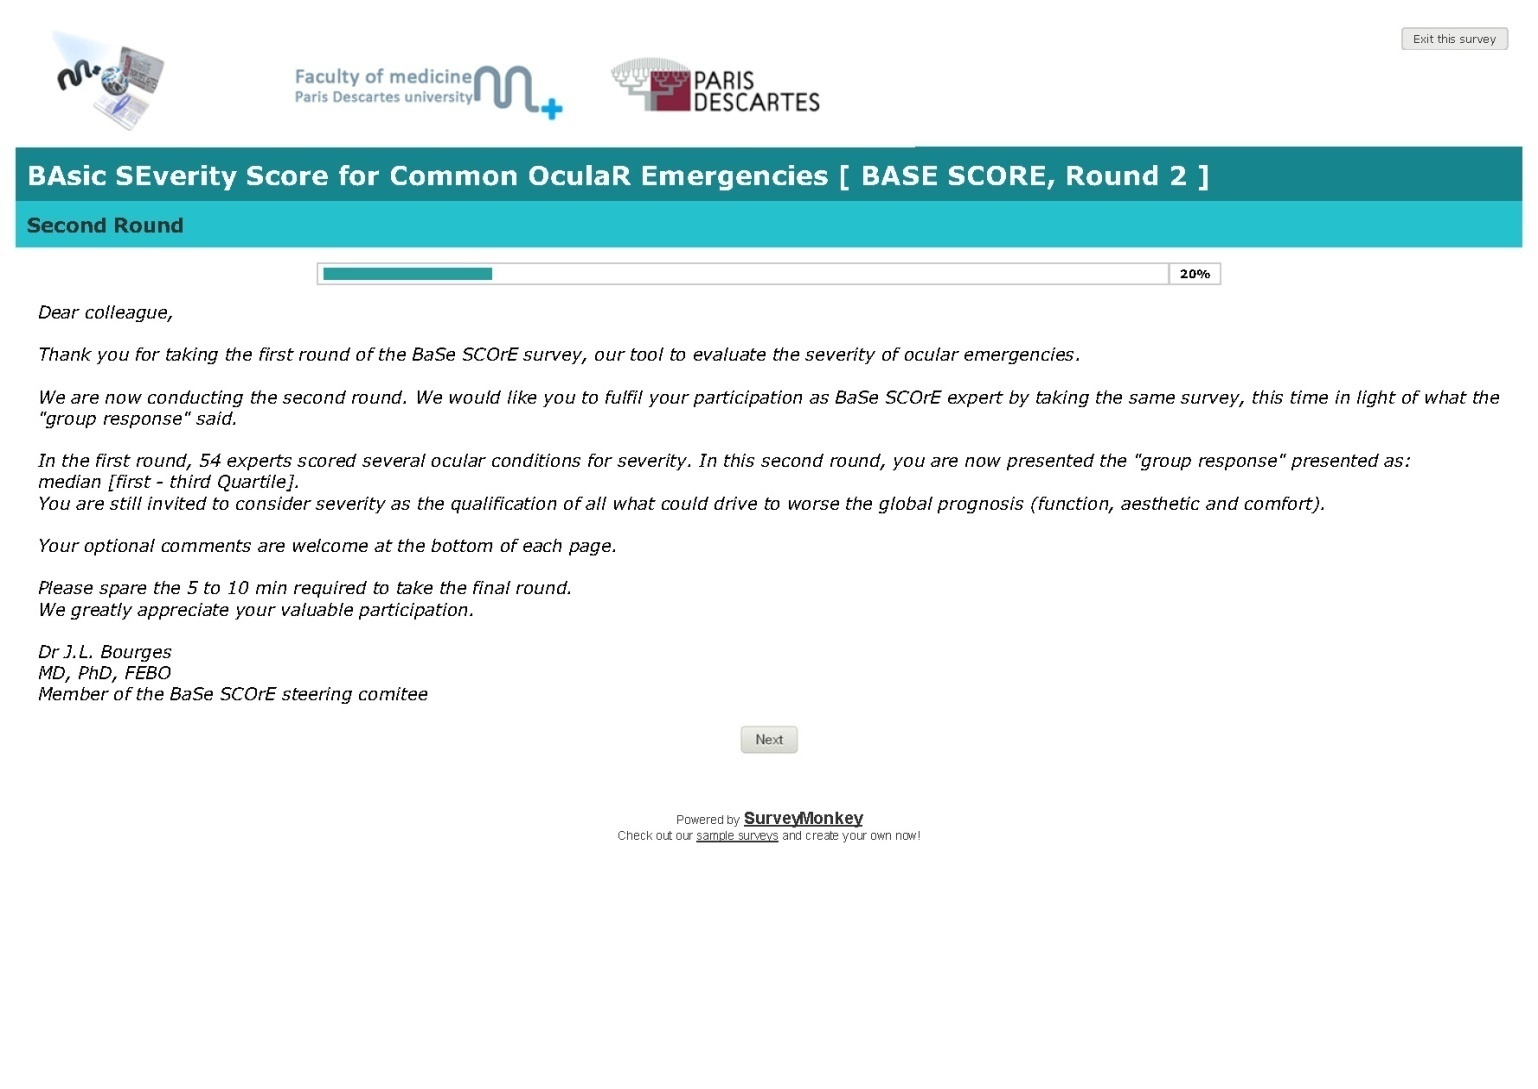 Exit this survey
Faculty of medicine
Paris Descartes university
PARIS
DESCARTES
BAsic SEverity Score for Common OculaR Emergencies [ BASE SCORE, Round 2 ]
Second Round
20%
Dear colleague,
Thank you for taking the first round of the BaSe SCOrE survey, our tool to evaluate the severity of ocular emergencies.
We are now conducting the second round. We would like you to fulfil your participation as BaSe SCOrE expert by taking the same survey, this time in light of what the
"group response" said.
In the first round, 54 experts scored several ocular conditions for severity. In this second round, you are now presented the "group response" presented as:
median [first - third Quartile].
You are still invited to consider severity as the qualification of all what could drive to worse the global prognosis (function, aesthetic and comfort).
Your optional comments are welcome at the bottom of each page.
Please spare the 5 to 10 min required to take the final round.
We greatly appreciate your valuable participation.
Dr J.L. Bourges
MD, PhD, FEBO
Member of the BaSe SCOrE steering comitee
Next
Powered by SurveyMonkey
Check out our sample surveys and create your own now!